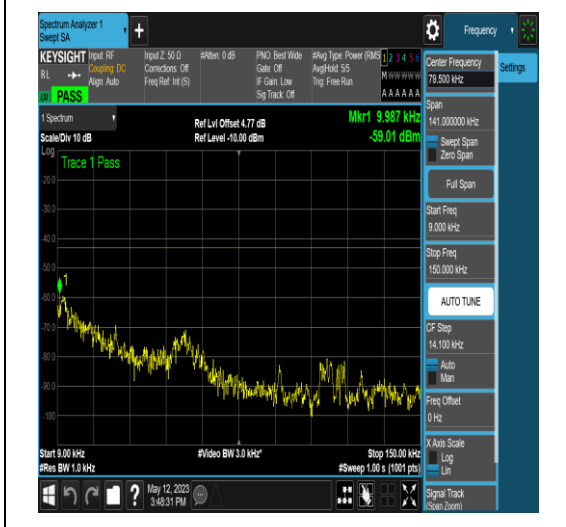 Spectrum Analyzer 1
Swept SA
Frequency
KEYSIGHT
RL
PASS
Input: RF
Coupling: DC
Align: Auto
Input Z: 50 Ω
Corrections: Off
Freq Ref: Int (S)
#Atten: 0 dB
PNO: Best Wide
Gate: Off
IF Gain: Low
Sig Track: Off
#Avg Type: Power (RMS)
Avg|Hold: 5/5
Trig: Free Run
1 2 3 4 5 6
M W W W W W
A A A A A A
Center Frequency
79.500 kHz
Settings
Span
141.000000 kHz
Swept Span
Zero Span
Full Span
Start Freq
9.000 kHz
Stop Freq
150.000 kHz
AUTO TUNE
CF Step
14.100 kHz
Auto
Man
Freq Offset
0 Hz
X Axis Scale
Log
Lin
Signal Track
(Span Zoom)
1 Spectrum
Scale/Div 10 dB
Ref Lvl Offset 4.77 dB
Ref Level -10.00 dBm
Mkr1 9.987 kHz
-59.01 dBm
Log
Trace 1 Pass
-20.0
-30.0
-40.0
-50.0
1
-60.0
-70.0
-80.0
-90.0
-100
Start 9.00 kHz
#Video BW 3.0 kHz*
Stop 150.00 kHz
#Res BW 1.0 kHz
#Sweep 1.00 s (1001 pts)
?
May 12, 2023
3:48:31 PM